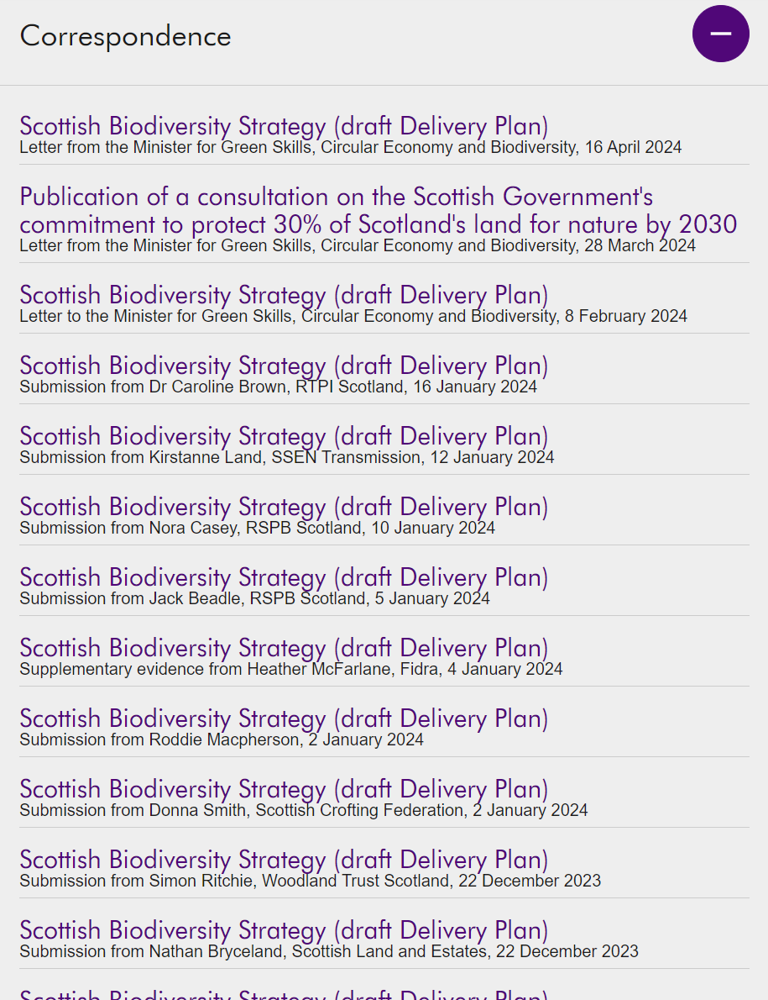 Correspondence
Scottish Biodiversity Strategy (draft Delivery Plan)
Letter from the Minister for Green Skills, Circular Economy and Biodiversity, 16 April 2024
Publication of a consultation on the Scottish Government's
commitment to protect 30% of Scotland's land for nature by 2030
Letter from the Minister for Green Skills, Circular Economy and Biodiversity, 28 March 2024
Scottish Biodiversity Strategy (draft Delivery Plan)
Letter to the Minister for Green Skills, Circular Economy and Biodiversity, 8 February 2024
Scottish Biodiversity Strategy (draft Delivery Plan)
Submission from Dr Caroline Brown, RTPI Scotland, 16 January 2024
Scottish Biodiversity Strategy (draft Delivery Plan)
Submission from Kirstanne Land, SSEN Transmission, 12 January 2024
Scottish Biodiversity Strategy (draft Delivery Plan)
Submission from Nora Casey, RSPB Scotland, 10 January 2024
Scottish Biodiversity Strategy (draft Delivery Plan)
Submission from Jack Beadle, RSPB Scotland, 5 January 2024
Scottish Biodiversity Strategy (draft Delivery Plan)
Supplementary evidence from Heather McFarlane, Fidra, 4 January 2024
Scottish Biodiversity Strategy (draft Delivery Plan)
Submission from Roddie Macpherson, 2 January 2024
Scottish Biodiversity Strategy (draft Delivery Plan)
Submission from Donna Smith, Scottish Crofting Federation, 2 January 2024
Scottish Biodiversity Strategy (draft Delivery Plan)
Submission from Simon Ritchie, Woodland Trust Scotland, 22 December 2023
Scottish Biodiversity Strategy (draft Delivery Plan)
Submission from Nathan Bryceland, Scottish Land and Estates, 22 December 2023
Scottish Biodiversity Strategy (draft Delivery Plan)